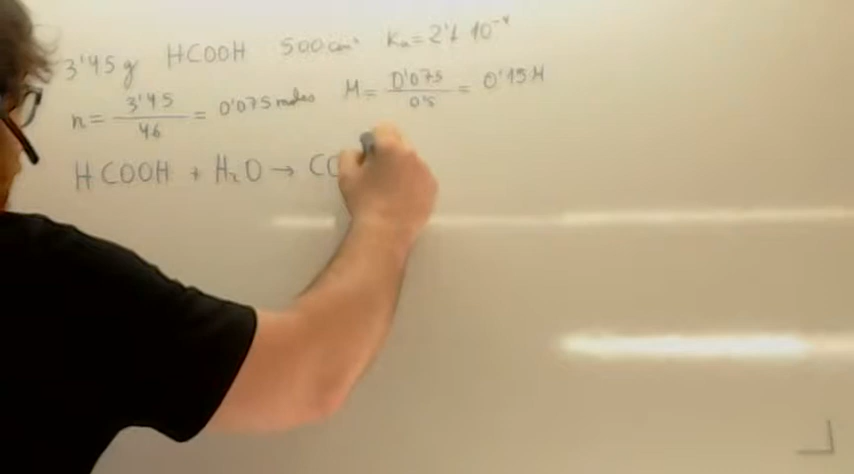 3'45 g HCOOH 500 cm³ Ka = 2'1 10⁻⁴
n = 3'45 / 46 = 0'075 moles M = 0'075 / 0'5 = 0'15 M
HCOOH + H₂O → CO